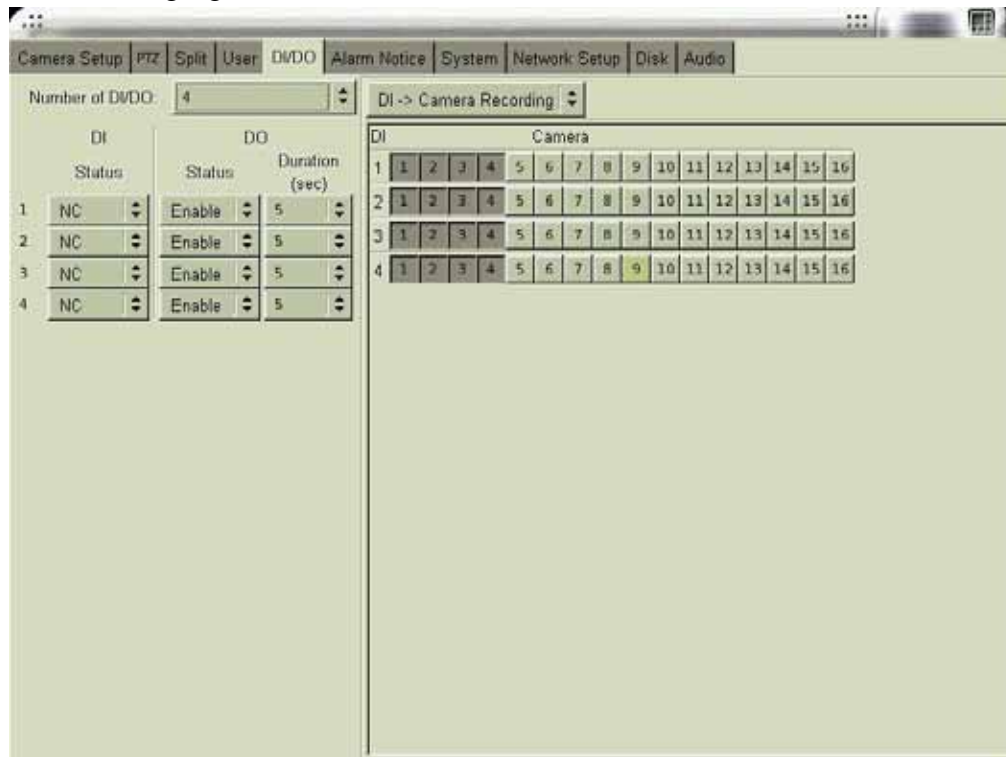 Camera Setup PTZ Split User DI/DO Alarm Notice System Network Setup Disk Audio
Number of DI/DO: 4
DI -> Camera Recording
DI DO
Status Status Duration (sec)
1 NC Enable 5
2 NC Enable 5
3 NC Enable 5
4 NC Enable 5
DI Camera
1 1 2 3 4 5 6 7 8 9 10 11 12 13 14 15 16
2 1 2 3 4 5 6 7 8 9 10 11 12 13 14 15 16
3 1 2 3 4 5 6 7 8 9 10 11 12 13 14 15 16
4 1 2 3 4 5 6 7 8 9 10 11 12 13 14 15 16